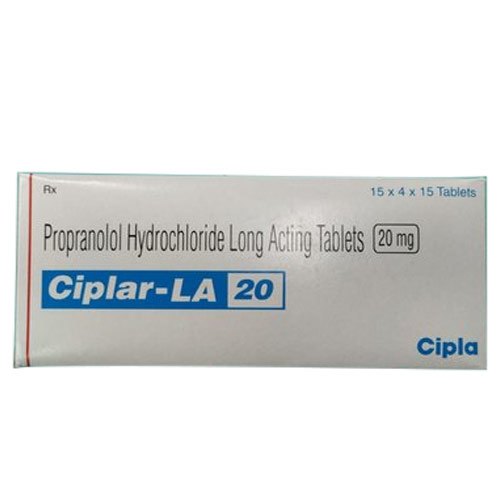 Rx
15 x 4 x 15 Tablets
Propranolol Hydrochloride Long Acting Tablets 20 mg
Ciplar-LA 20
Cipla